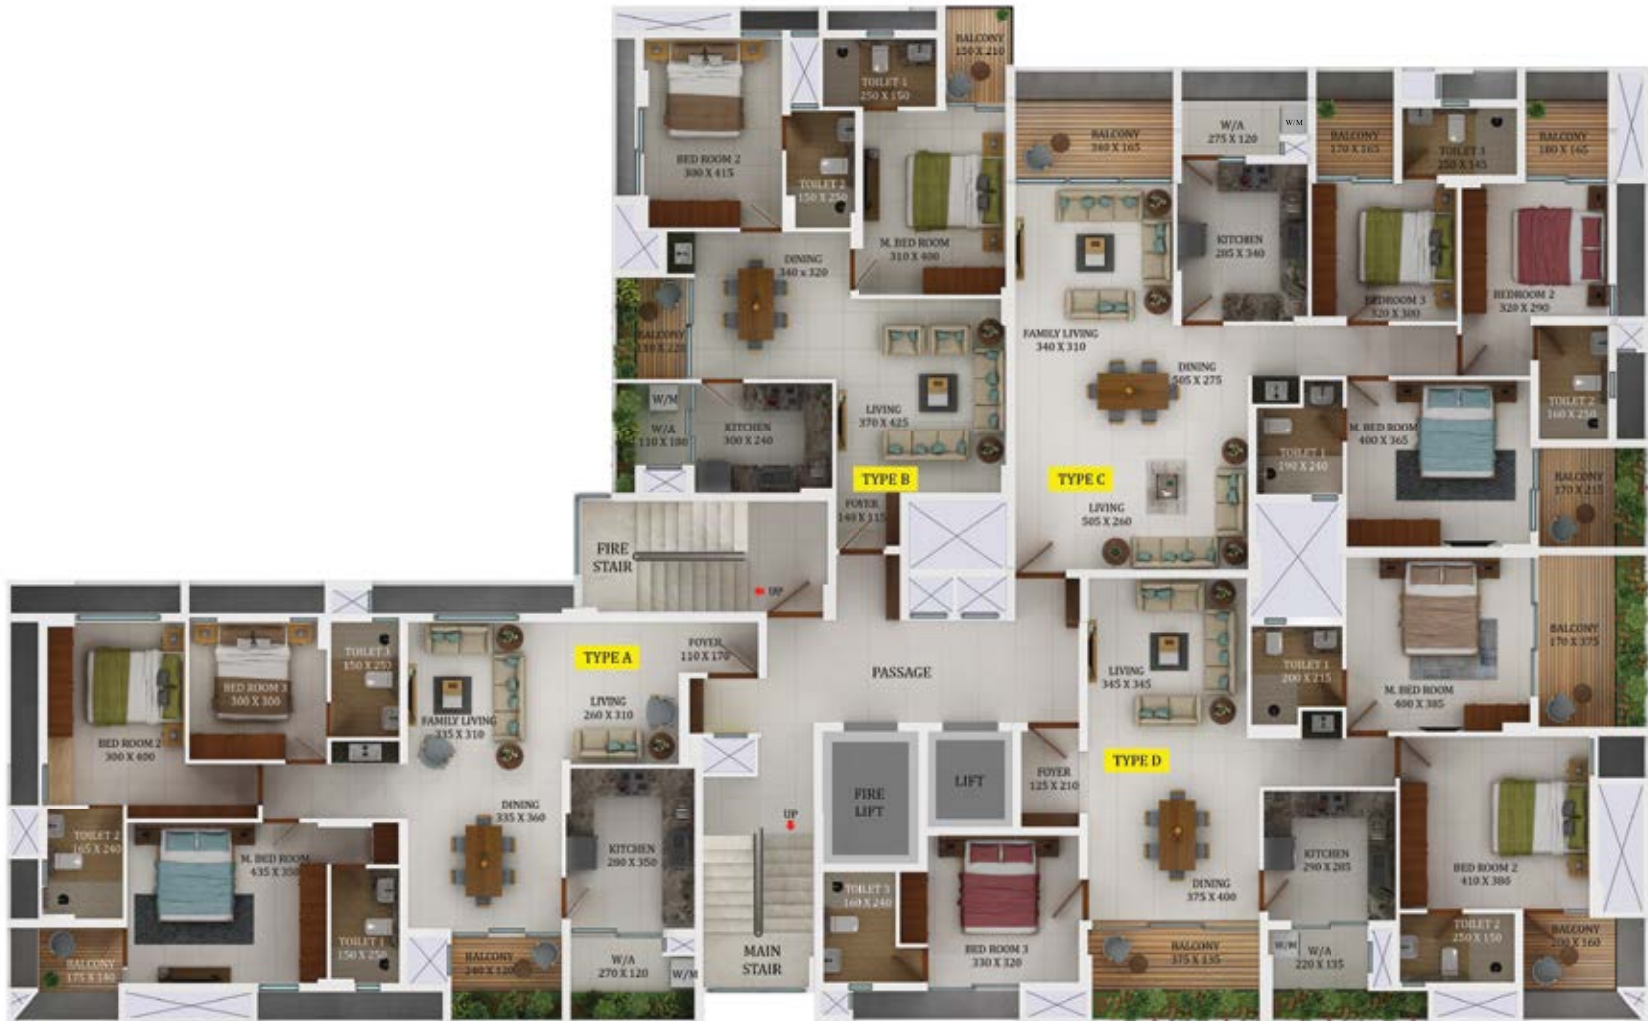 BALCONY
150 X 210
TOILET 1
250 X 150
BED ROOM 2
300 X 415
TOILET 2
150 X 250
M. BED ROOM
310 X 400
DINING
340 x 320
BALCONY
110 X 220
W/M
W/A
110 X 180
KITCHEN
300 X 240
LIVING
370 X 425
TYPE B
FOYER
140 X 115
FIRE
STAIR
UP
BALCONY
340 X 165
W/A
275 X 120
W/M
BALCONY
170 X 165
TOILET 3
250 X 145
BALCONY
180 X 165
KITCHEN
205 X 340
BEDROOM 3
320 X 300
BEDROOM 2
320 X 290
FAMILY LIVING
340 X 310
DINING
505 X 275
TOILET 2
160 X 250
M. BED ROOM
400 X 365
TOILET 1
190 X 240
TYPE C
LIVING
505 X 260
BALCONY
170 X 215
FOYER
110 X 170
TYPE A
TOILET 3
150 X 250
BED ROOM 3
300 X 300
FAMILY LIVING
335 X 310
LIVING
260 X 310
BED ROOM 2
300 X 400
DINING
335 X 360
TOILET 2
165 X 240
M. BED ROOM
435 X 350
KITCHEN
280 X 350
TOILET 1
150 X 250
BALCONY
175 X 140
BALCONY
240 X 120
W/A
270 X 120
W/M
PASSAGE
FIRE
LIFT
LIFT
UP
MAIN
STAIR
FOYER
125 X 210
LIVING
345 X 345
TOILET 1
200 X 215
M. BED ROOM
400 X 385
BALCONY
170 X 375
TYPE D
DINING
375 X 400
KITCHEN
290 X 285
BED ROOM 2
410 X 380
TOILET 3
160 X 240
BED ROOM 3
330 X 320
BALCONY
375 X 135
W/M
W/A
220 X 135
TOILET 2
250 X 150
BALCONY
200 X 160